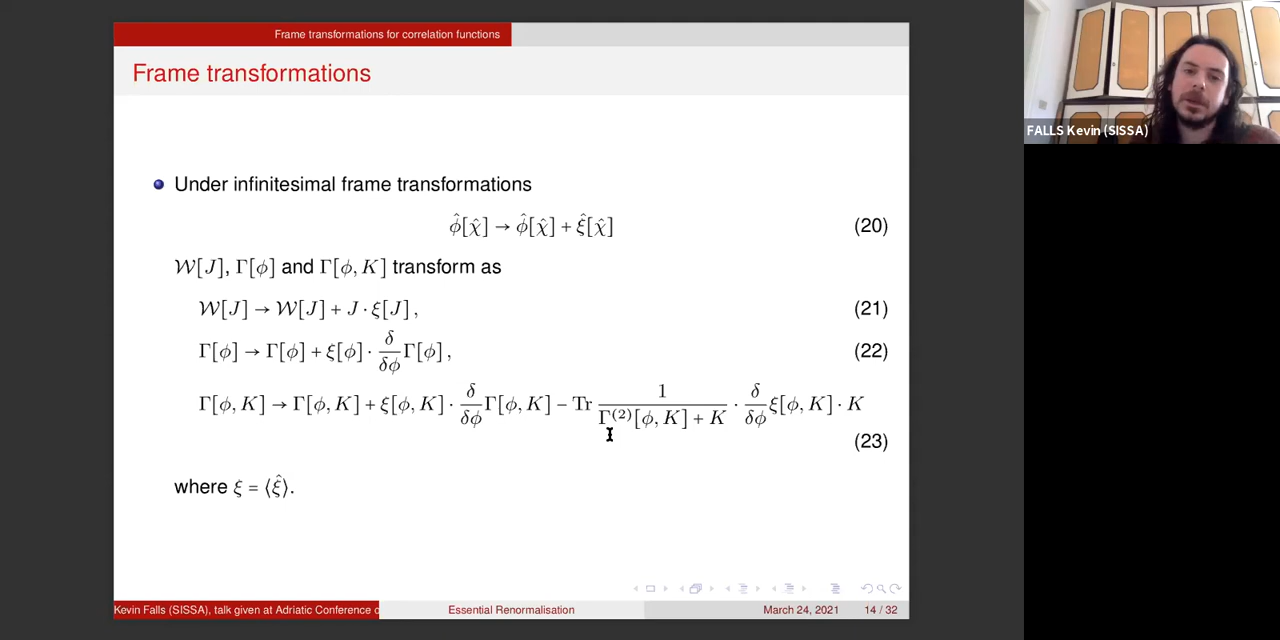 Frame transformations for correlation functions
Frame transformations
Under infinitesimal frame transformations
ϕ̂[χ̂] → ϕ̂[χ̂] + ξ̂[χ̂] (20)
𝒲[J], Γ[ϕ] and Γ[ϕ, K] transform as
𝒲[J] → 𝒲[J] + J · ξ[J] , (21)
Γ[ϕ] → Γ[ϕ] + ξ[ϕ] · δ/δϕ Γ[ϕ] , (22)
Γ[ϕ, K] → Γ[ϕ, K] + ξ[ϕ, K] · δ/δϕ Γ[ϕ, K] − Tr 1/(Γ⁽²⁾[ϕ, K] + K) · δ/δϕ ξ[ϕ, K] · K
(23)
where ξ = ⟨ξ̂⟩.
Kevin Falls (SISSA), talk given at Adriatic Conference Essential Renormalisation March 24, 2021 14 / 32
FALLS Kevin (SISSA)